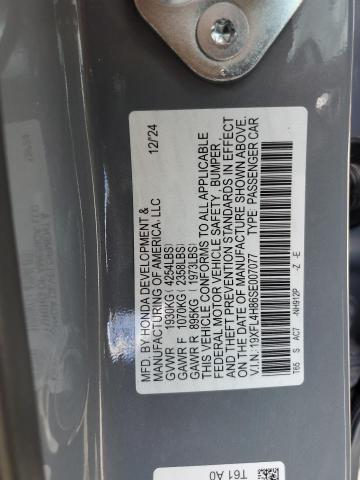 MFD. BY HONDA DEVELOPMENT &
MANUFACTURING OF AMERICA, LLC 12/24
GVWR 1930KG( 4254LBS)
GAWR F 1070KG( 2358LBS)
GAWR R 895KG( 1973LBS)
THIS VEHICLE CONFORMS TO ALL APPLICABLE
FEDERAL MOTOR VEHICLE SAFETY, BUMPER,
AND THEFT PREVENTION STANDARDS IN EFFECT
ON THE DATE OF MANUFACTURE SHOWN ABOVE.
V.I.N. 19XFL4H86SE007077 TYPE: PASSENGER CAR
T65 S AC7 -NH912P -Z -E
T61 A0